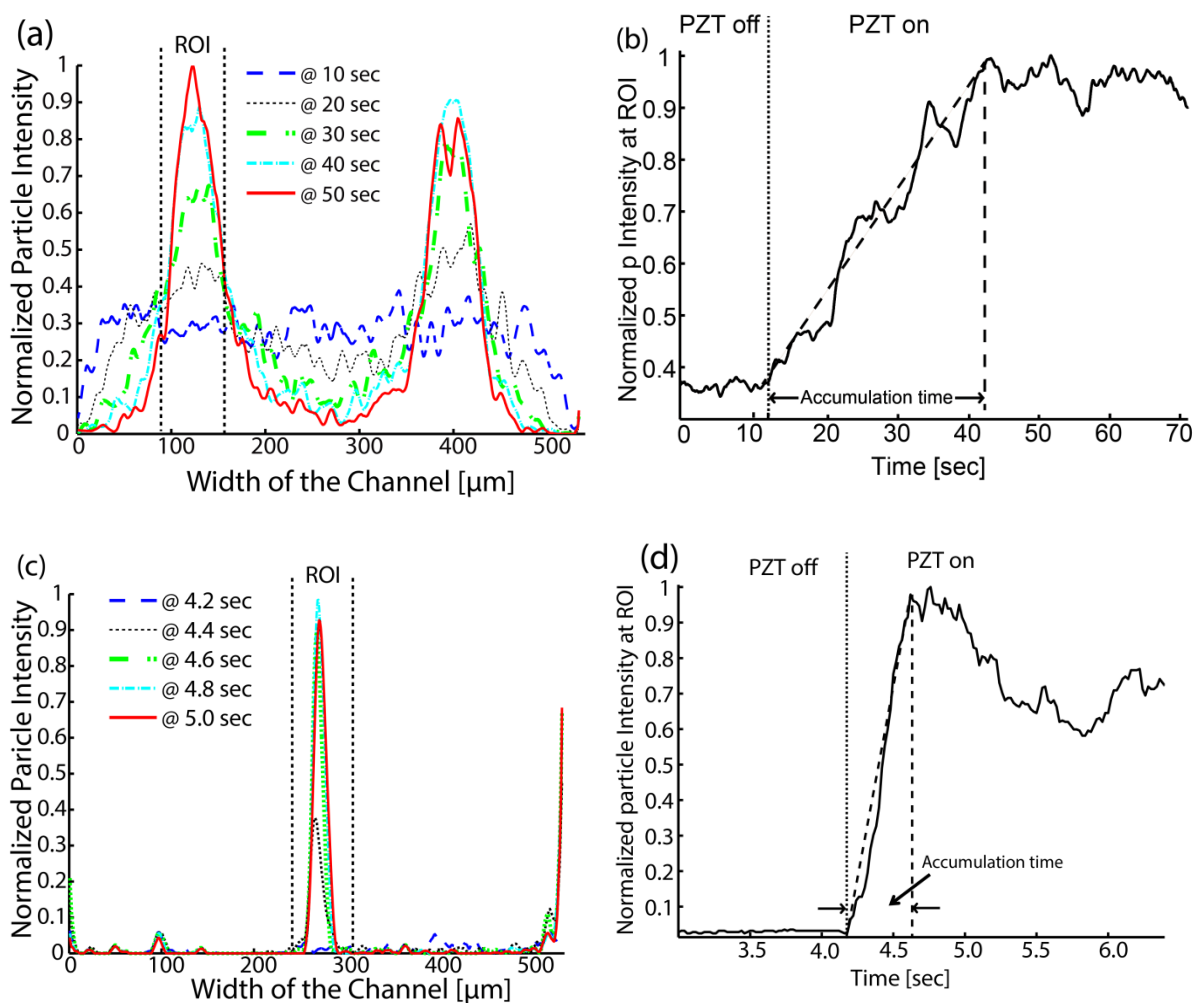 (a)
ROI
@ 10 sec
@ 20 sec
@ 30 sec
@ 40 sec
@ 50 sec
Normalized Particle Intensity
1
0.9
0.8
0.7
0.6
0.5
0.4
0.3
0.2
0.1
0
0 100 200 300 400 500
Width of the Channel [µm]
(b)
PZT off PZT on
Normalized p Intensity at ROI
1
0.9
0.8
0.7
0.6
0.5
0.4
Accumulation time
0 10 20 30 40 50 60 70
Time [sec]
(c)
ROI
@ 4.2 sec
@ 4.4 sec
@ 4.6 sec
@ 4.8 sec
@ 5.0 sec
Normalized Paricle Intensity
1
0.9
0.8
0.7
0.6
0.5
0.4
0.3
0.2
0.1
0
0 100 200 300 400 500
Width of the Channel [µm]
(d)
PZT off PZT on
Normalized particle Intensity at ROI
1
0.9
0.8
0.7
0.6
0.5
0.4
0.3
0.2
0.1
Accumulation time
3.5 4.0 4.5 5.0 5.5 6.0
Time [sec]